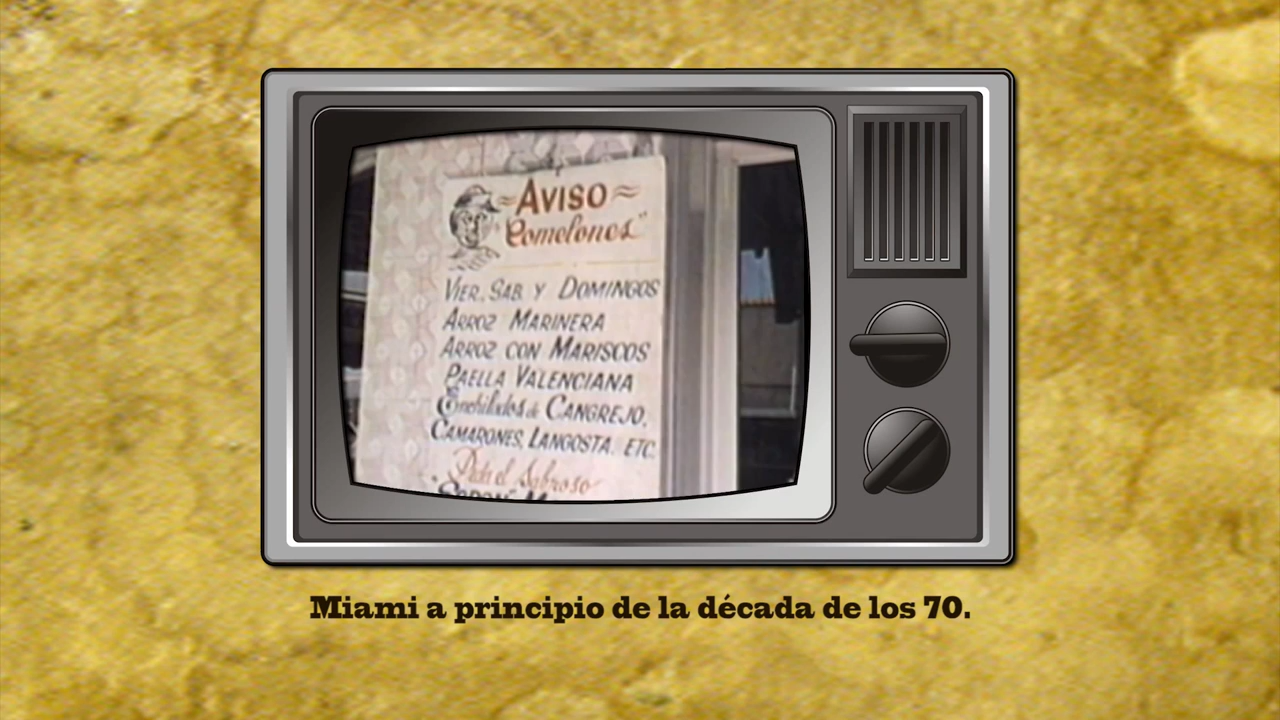 ~AVISO~
Comelones"
VIER. SAB. Y DOMINGOS
ARROZ MARINERA
ARROZ CON MARISCOS
PAELLA VALENCIANA
Enchilados de CANGREJO,
CAMARONES, LANGOSTA. ETC.
Pida el Sabroso
Miami a principio de la década de los 70.